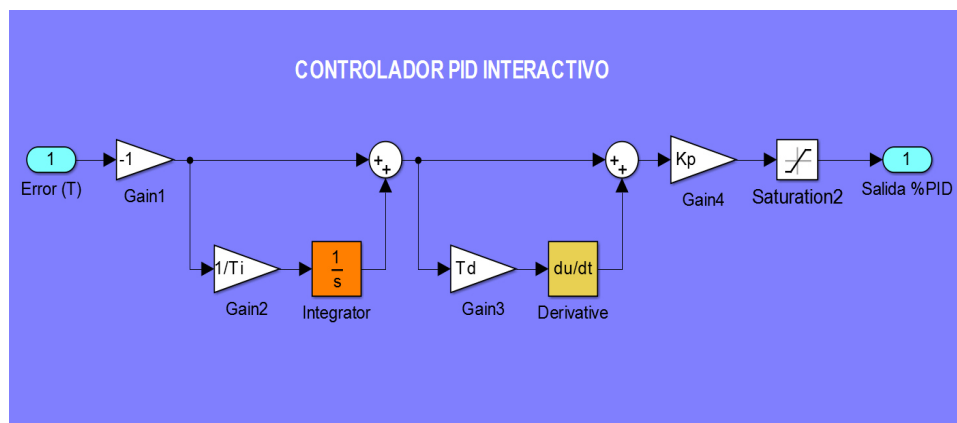 CONTROLADOR PID INTERACTIVO
1
Error (T)
-1
Gain1
+
+
+
+
Kp
Gain4
Saturation2
1
Salida %PID
1/Ti
Gain2
1
s
Integrator
Td
Gain3
du/dt
Derivative